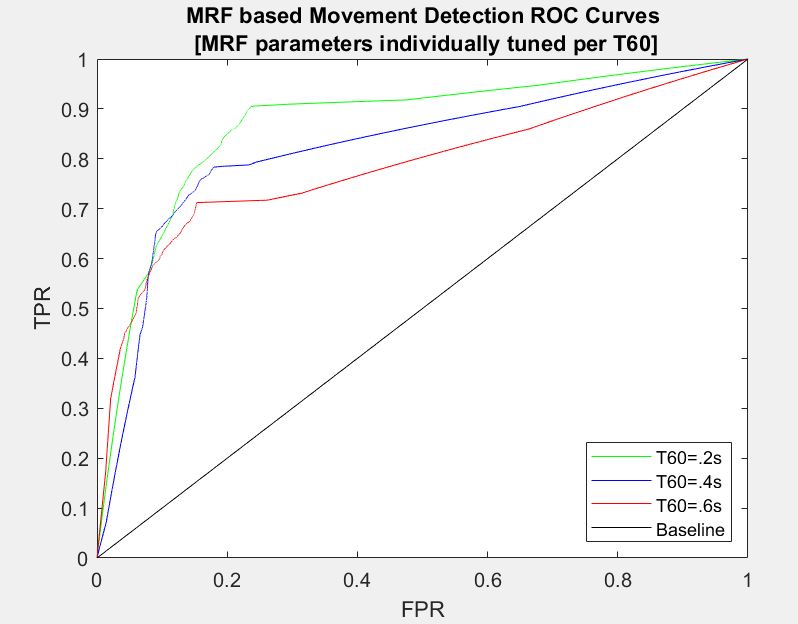 MRF based Movement Detection ROC Curves
[MRF parameters individually tuned per T60]
1
0.9
0.8
0.7
0.6
0.5
0.4
0.3
0.2
0.1
0
TPR
T60=.2s
T60=.4s
T60=.6s
Baseline
0 0.2 0.4 0.6 0.8 1
FPR